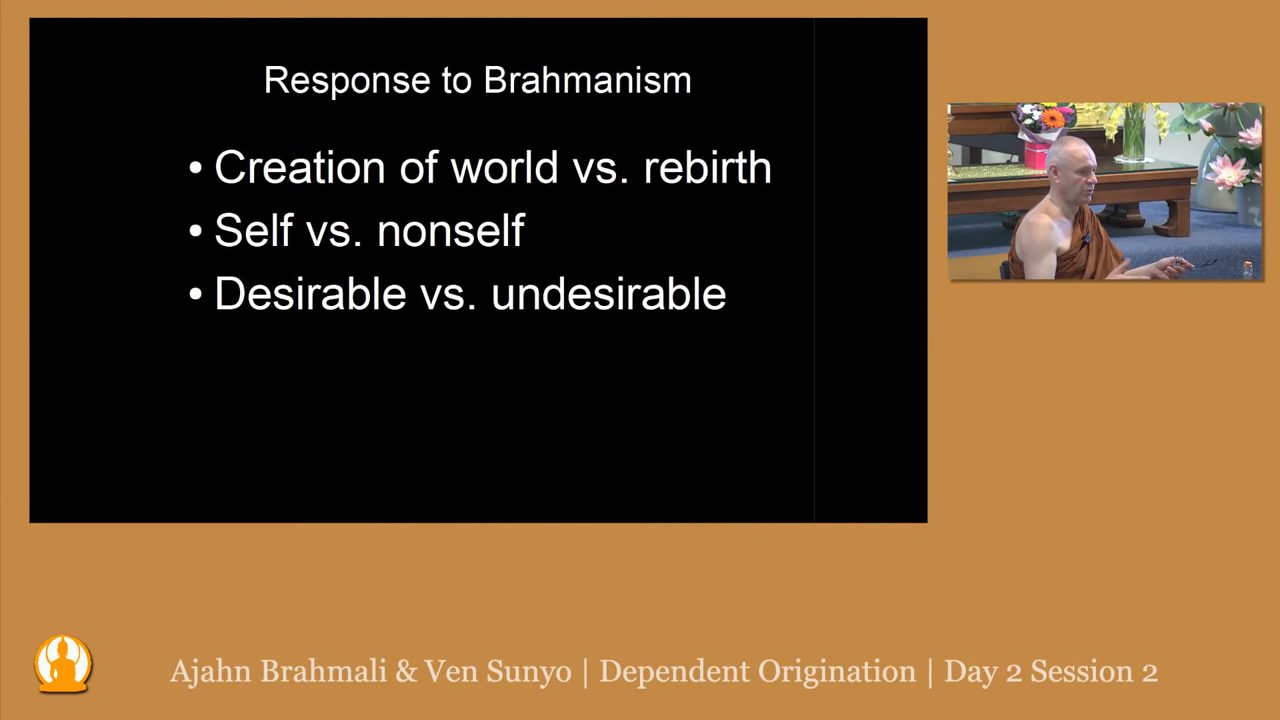 Response to Brahmanism
• Creation of world vs. rebirth
• Self vs. nonself
• Desirable vs. undesirable
Ajahn Brahmali & Ven Sunyo | Dependent Origination | Day 2 Session 2